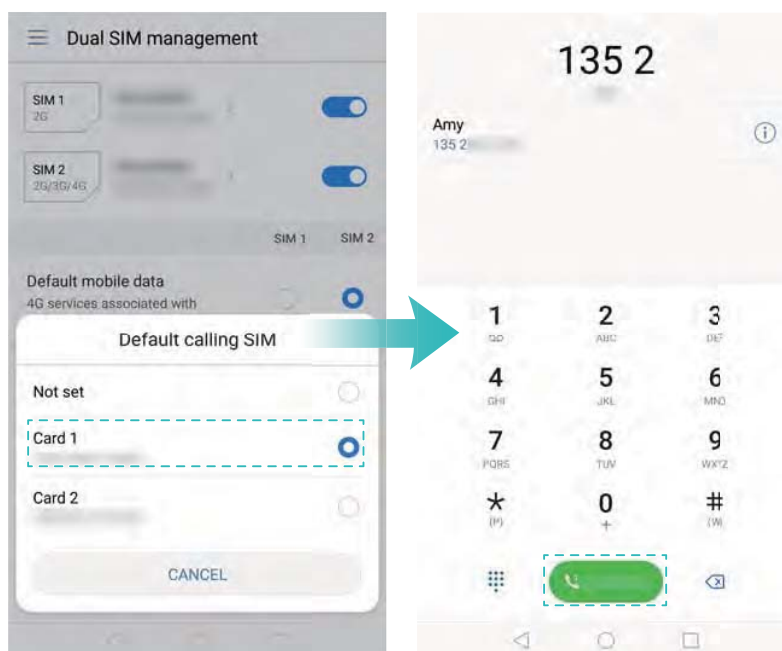 Dual SIM management
SIM 1
2G
SIM 2
2G/3G/4G
SIM 1 SIM 2
Default mobile data
4G services associated with
Default calling SIM
Not set
Card 1
Card 2
CANCEL
135 2
Amy
135 2
1 2 3
ABC DEF
4 5 6
GHI JKL MNO
7 8 9
PQRS TUV WXYZ
* 0 #
(P) + (W)